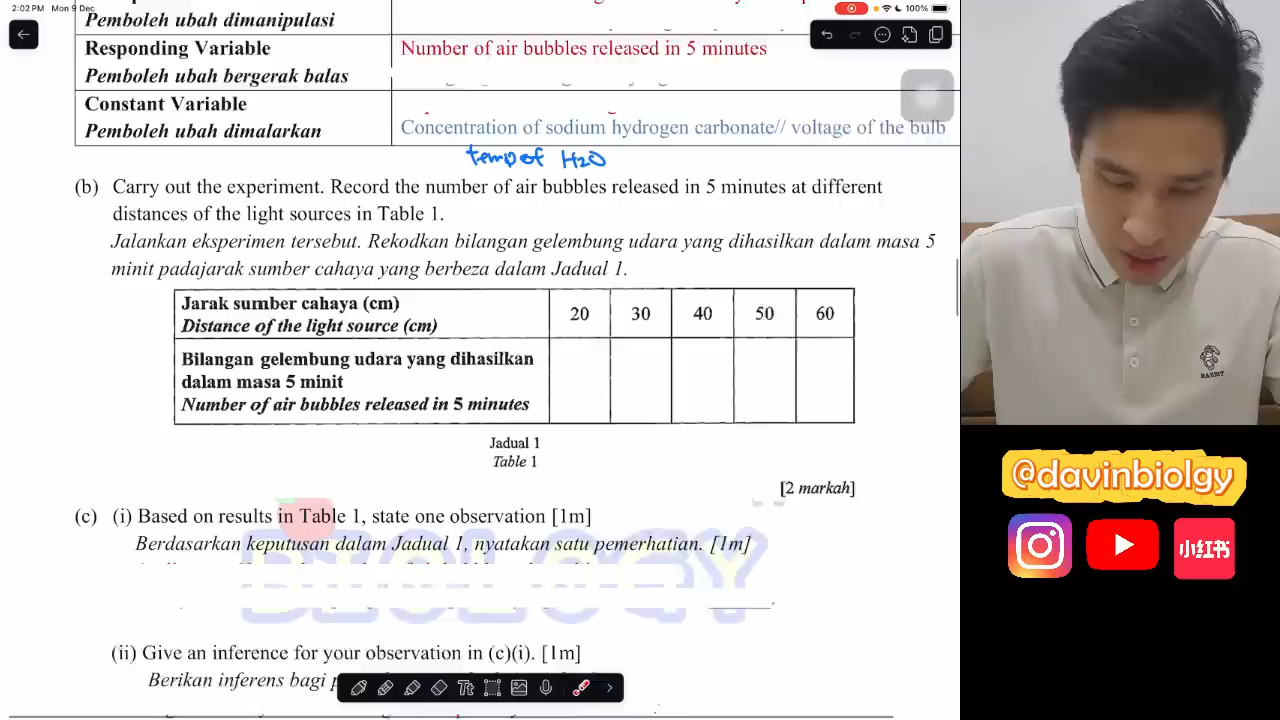 2:02 PM Mon 9 Dec
100%
Pemboleh ubah dimanipulasi
Responding Variable
Number of air bubbles released in 5 minutes
Pemboleh ubah bergerak balas
Constant Variable
Pemboleh ubah dimalarkan
Concentration of sodium hydrogen carbonate// voltage of the bulb
temp of H2O
(b) Carry out the experiment. Record the number of air bubbles released in 5 minutes at different
distances of the light sources in Table 1.
Jalankan eksperimen tersebut. Rekodkan bilangan gelembung udara yang dihasilkan dalam masa 5
minit padajarak sumber cahaya yang berbeza dalam Jadual 1.
Jarak sumber cahaya (cm)
Distance of the light source (cm)
20 30 40 50 60
Bilangan gelembung udara yang dihasilkan
dalam masa 5 minit
Number of air bubbles released in 5 minutes
Jadual 1
Table 1
[2 markah]
(c) (i) Based on results in Table 1, state one observation [1m]
Berdasarkan keputusan dalam Jadual 1, nyatakan satu pemerhatian. [1m]
BIOLOGY
(ii) Give an inference for your observation in (c)(i). [1m]
Berikan inferens bagi
Tt
RABBIT
@davinbiolgy
小红书